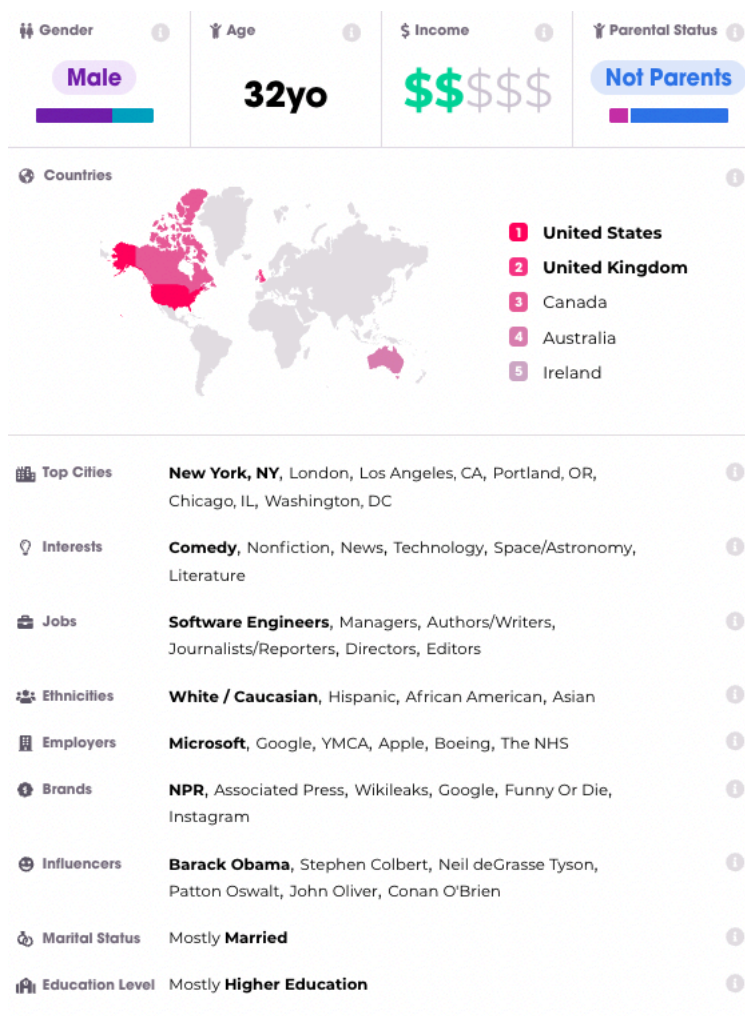 Gender
Age
$ Income
Parental Status
Male
32yo
$$$$$
Not Parents
Countries
1 United States
2 United Kingdom
3 Canada
4 Australia
5 Ireland
Top Cities
New York, NY, London, Los Angeles, CA, Portland, OR,
Chicago, IL, Washington, DC
Interests
Comedy, Nonfiction, News, Technology, Space/Astronomy,
Literature
Jobs
Software Engineers, Managers, Authors/Writers,
Journalists/Reporters, Directors, Editors
Ethnicities
White / Caucasian, Hispanic, African American, Asian
Employers
Microsoft, Google, YMCA, Apple, Boeing, The NHS
Brands
NPR, Associated Press, Wikileaks, Google, Funny Or Die,
Instagram
Influencers
Barack Obama, Stephen Colbert, Neil deGrasse Tyson,
Patton Oswalt, John Oliver, Conan O'Brien
Marital Status
Mostly Married
Education Level
Mostly Higher Education